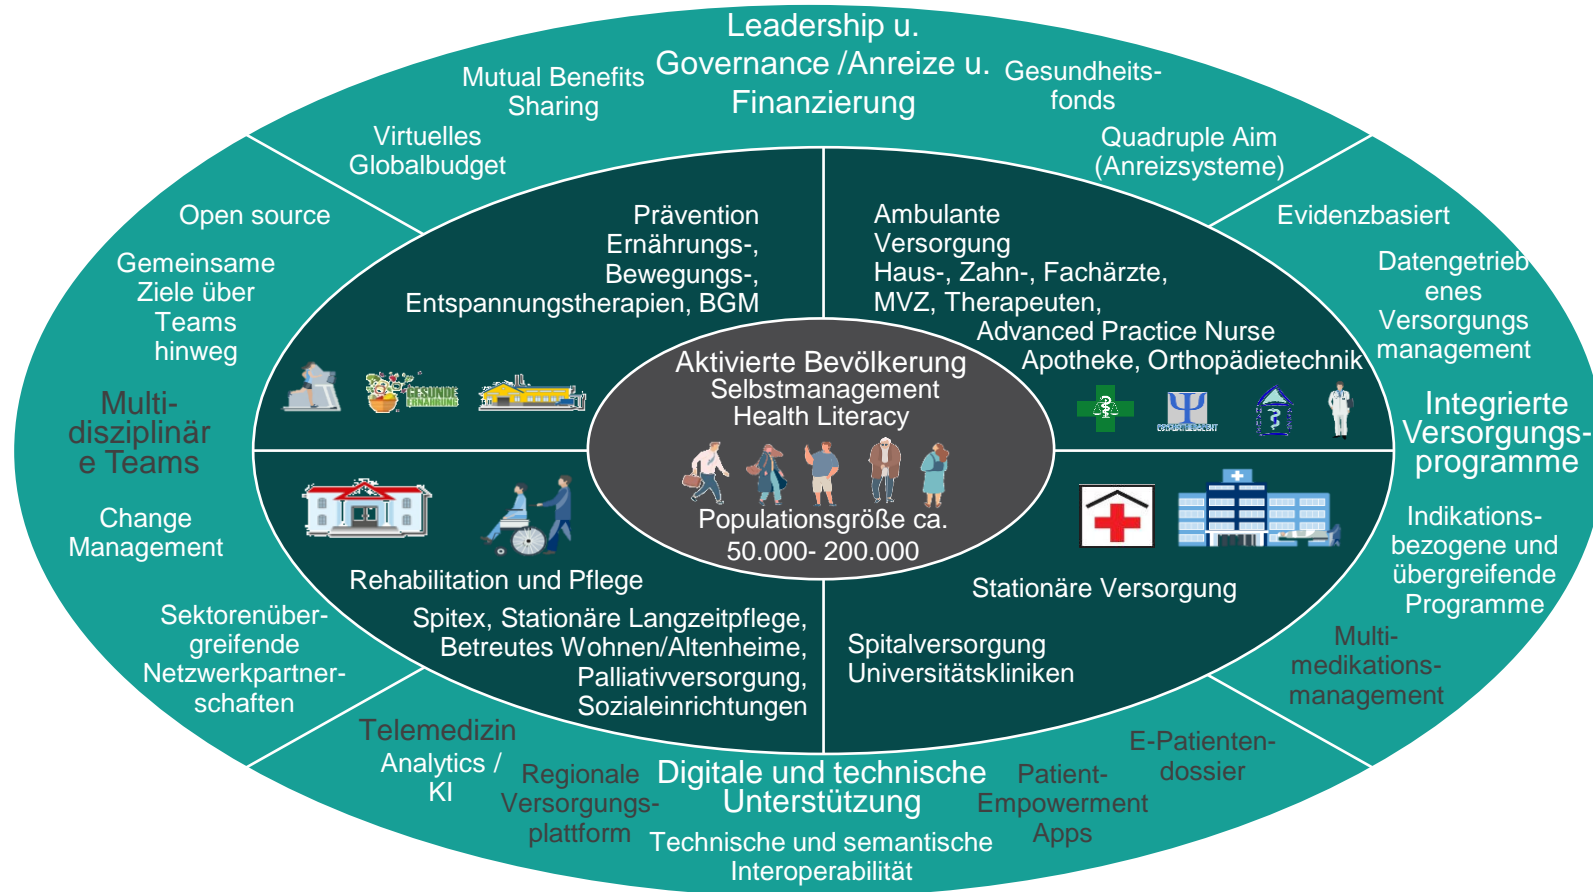 Leadership u.
Governance /Anreize u.
Finanzierung
Mutual Benefits
Sharing
Virtuelles
Globalbudget
Gesundheits-
fonds
Quadruple Aim
(Anreizsysteme)
Open source
Gemeinsame
Ziele über
Teams
hinweg
Multi-
disziplinär
e Teams
Change
Management
Sektorenüber-
greifende
Netzwerkpartner-
schaften
Prävention
Ernährungs-,
Bewegungs-,
Entspannungstherapien, BGM
GESUNDE
ERNÄHRUNG
Ambulante
Versorgung
Haus-, Zahn-, Fachärzte,
MVZ, Therapeuten,
Advanced Practice Nurse
Apotheke, Orthopädietechnik
Aktivierte Bevölkerung
Selbstmanagement
Health Literacy
Populationsgröße ca.
50.000- 200.000
Rehabilitation und Pflege
Spitex, Stationäre Langzeitpflege,
Betreutes Wohnen/Altenheime,
Palliativversorgung,
Sozialeinrichtungen
Stationäre Versorgung
Spitalversorgung
Universitätskliniken
Evidenzbasiert
Datengetrieb
enes
Versorgungs
management
Integrierte
Versorgungs-
programme
Indikations-
bezogene und
übergreifende
Programme
Multi-
medikations-
management
Telemedizin
Analytics /
KI
Regionale
Versorgungs-
plattform
Digitale und technische
Unterstützung
Technische und semantische
Interoperabilität
Patient-
Empowerment
Apps
E-Patienten-
dossier